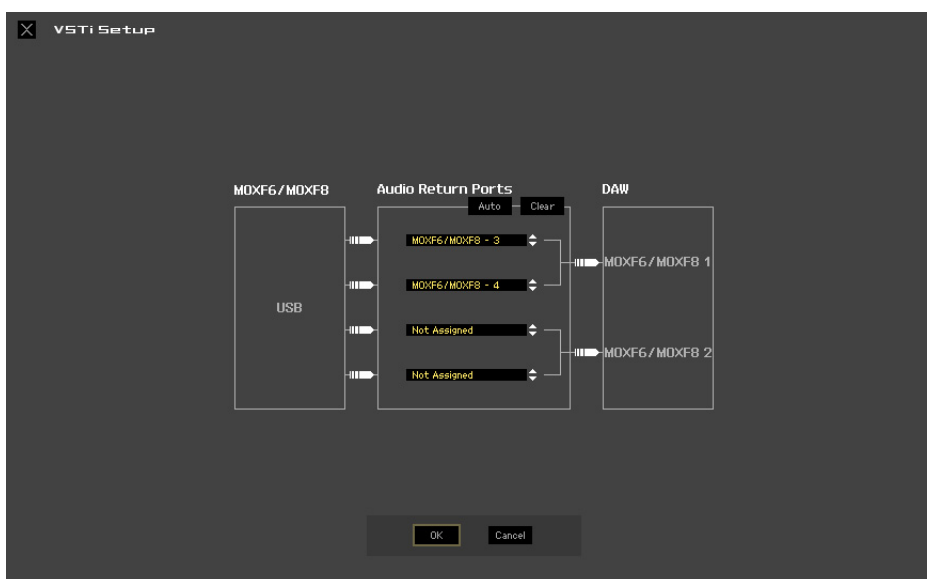 VSTi Setup
MOXF6/MOXF8 Audio Return Ports DAW
Auto Clear
MOXF6/MOXF8 - 3
MOXF6/MOXF8 1
MOXF6/MOXF8 - 4
USB
Not Assigned
MOXF6/MOXF8 2
Not Assigned
OK Cancel